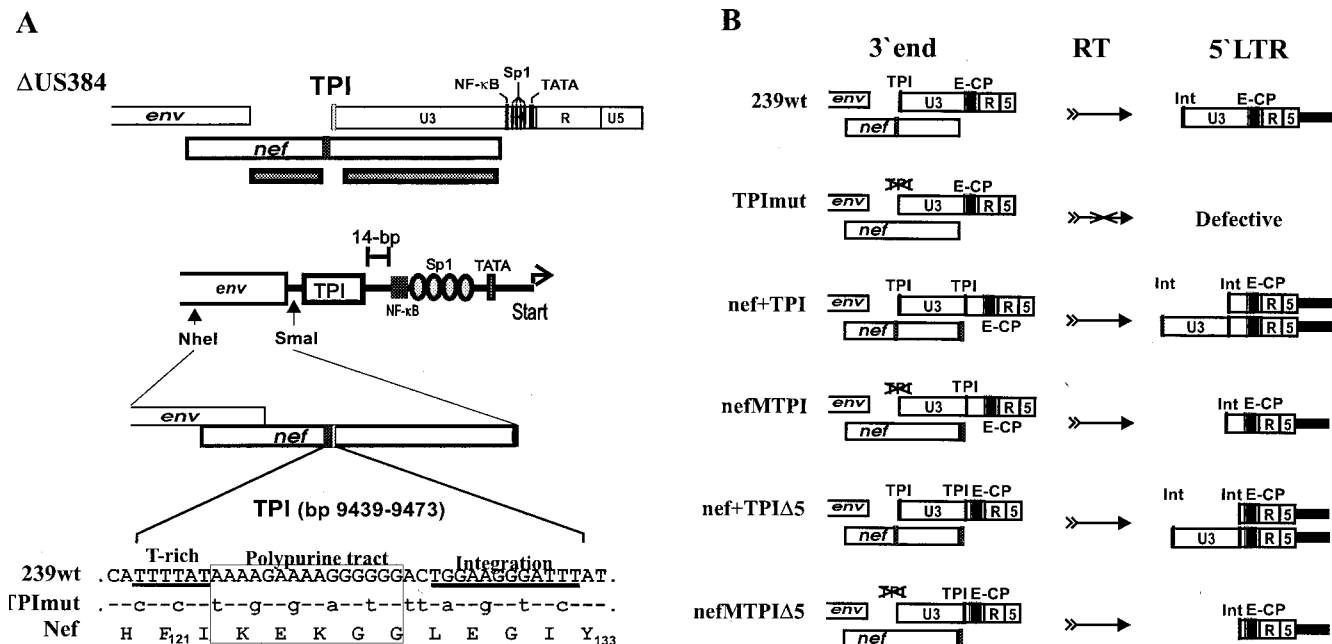 A
ΔUS384
TPI
NF-κB
Sp1
TATA
env
U3
R
U5
nef
14-bp
env
TPI
NF-κB
Sp1
TATA
Start
NheI
SmaI
env
nef
TPI (bp 9439-9473)
T-rich
Polypurine tract
Integration
239wt .CATTTTATAAAAGAAAAGGGGGGACTGGAAGGGATTTAT.
TPImut .--c--c--t--g--g--a--t--tt-a--g--t--c---.
Nef H F121 I K E K G G L E G I Y133
B
3`end RT 5`LTR
239wt
TPI E-CP
env U3 R 5
nef
Int E-CP
U3 R 5
TPImut
TPI E-CP
env U3 R 5
nef
Defective
nef+TPI
TPI TPI
env U3 R 5
nef E-CP
Int Int E-CP
R 5
U3 R 5
nefMTPI
TPI TPI
env U3 R 5
nef E-CP
Int E-CP
R 5
nef+TPIΔ5
TPI TPI E-CP
env U3 R 5
nef
Int Int E-CP
R 5
U3 R 5
nefMTPIΔ5
TPI TPI E-CP
env U3 R 5
nef
Int E-CP
R 5